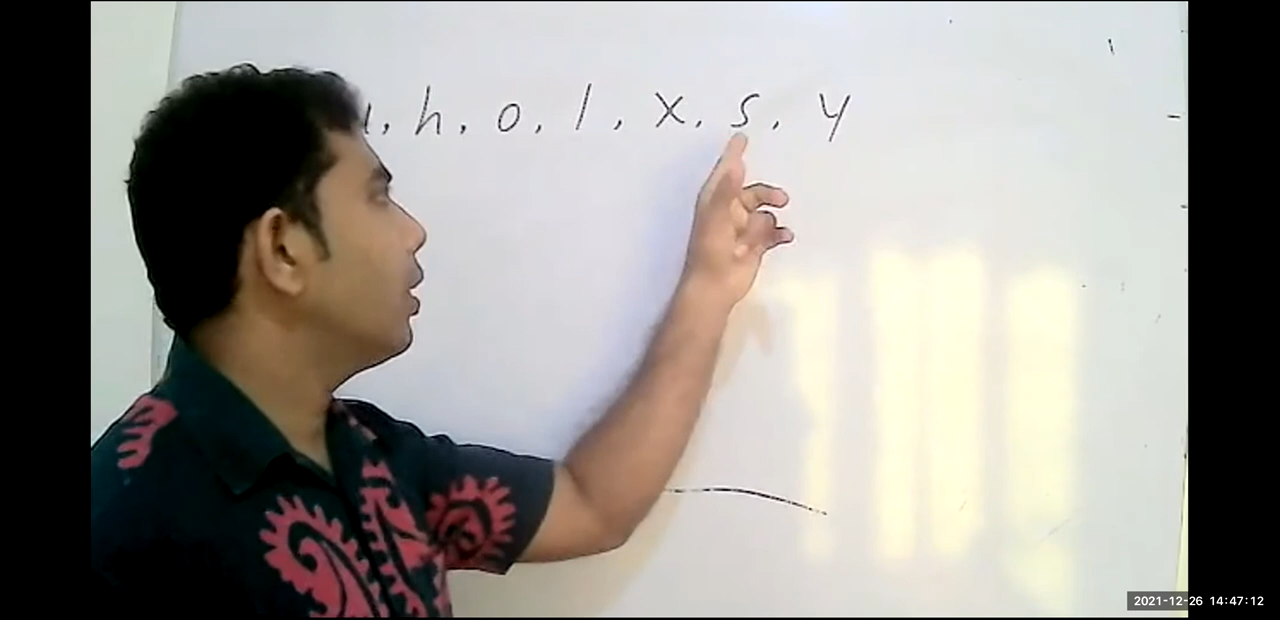 , h, o, l, x, s, y
2021-12-26 14:47:12